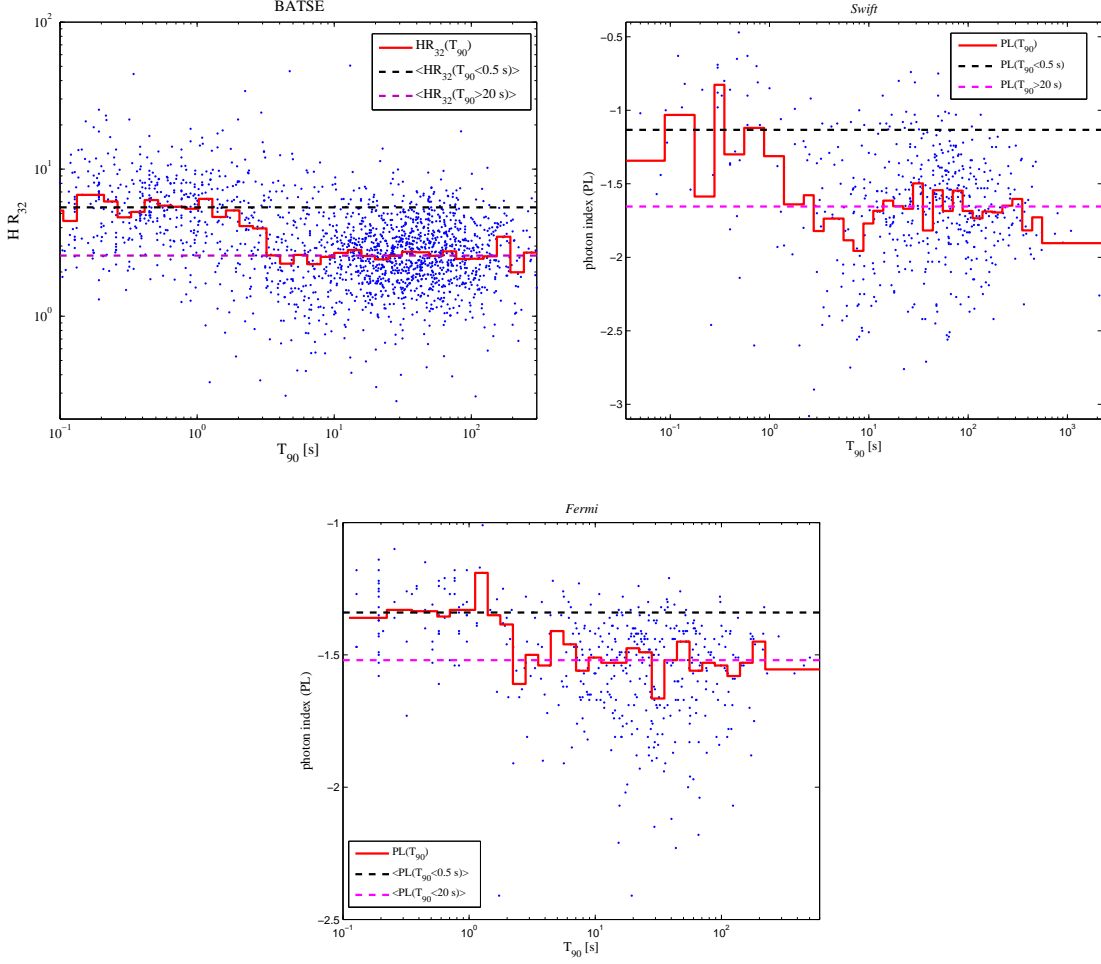 BATSE
HR32(T90)
<HR32(T90<0.5 s)>
<HR32(T90>20 s)>
10^2
10^1
10^0
H R32
10^-1 10^0 10^1 10^2
T90 [s]
Swift
PL(T90)
PL(T90<0.5 s)
PL(T90>20 s)
−0.5
−1
−1.5
−2
−2.5
−3
photon index (PL)
10^-1 10^0 10^1 10^2 10^3
T90 [s]
Fermi
−1
−1.5
−2
−2.5
photon index (PL)
PL(T90)
<PL(T90<0.5 s)>
<PL(T90<20 s)>
10^-1 10^0 10^1 10^2
T90 [s]